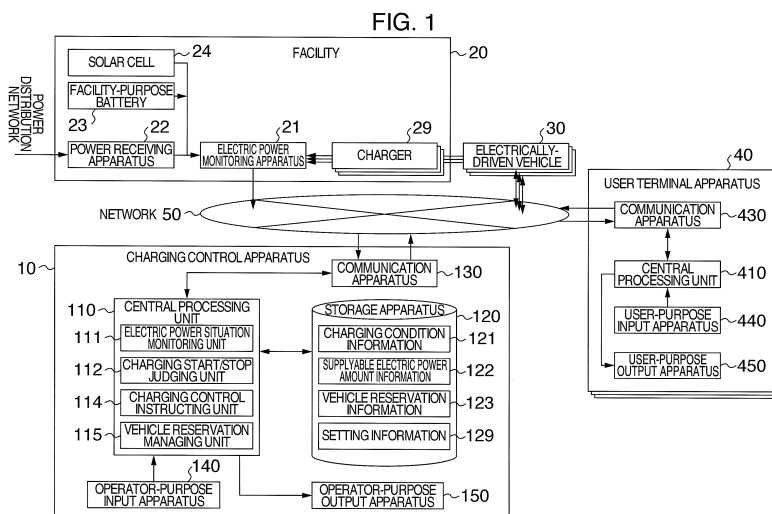 FIG. 1
24
FACILITY
20
SOLAR CELL
FACILITY-PURPOSE
BATTERY
23
22
21
29
30
POWER
DISTRIBUTION
NETWORK
POWER RECEIVING
APPARATUS
ELECTRIC POWER
MONITORING APPARATUS
CHARGER
ELECTRICALLY-
DRIVEN VEHICLE
40
USER TERMINAL APPARATUS
NETWORK 50
COMMUNICATION
APPARATUS
430
10
CHARGING CONTROL APPARATUS
COMMUNICATION
APPARATUS
130
CENTRAL
PROCESSING UNIT
410
110
CENTRAL PROCESSING
UNIT
STORAGE APPARATUS
120
USER-PURPOSE
INPUT APPARATUS
440
111
ELECTRIC POWER SITUATION
MONITORING UNIT
CHARGING CONDITION
INFORMATION
121
USER-PURPOSE
OUTPUT APPARATUS
450
112
CHARGING START/STOP
JUDGING UNIT
SUPPLYABLE ELECTRIC POWER
AMOUNT INFORMATION
122
114
CHARGING CONTROL
INSTRUCTING UNIT
VEHICLE RESERVATION
INFORMATION
123
115
VEHICLE RESERVATION
MANAGING UNIT
SETTING INFORMATION
129
140
OPERATOR-PURPOSE
INPUT APPARATUS
OPERATOR-PURPOSE
OUTPUT APPARATUS
150